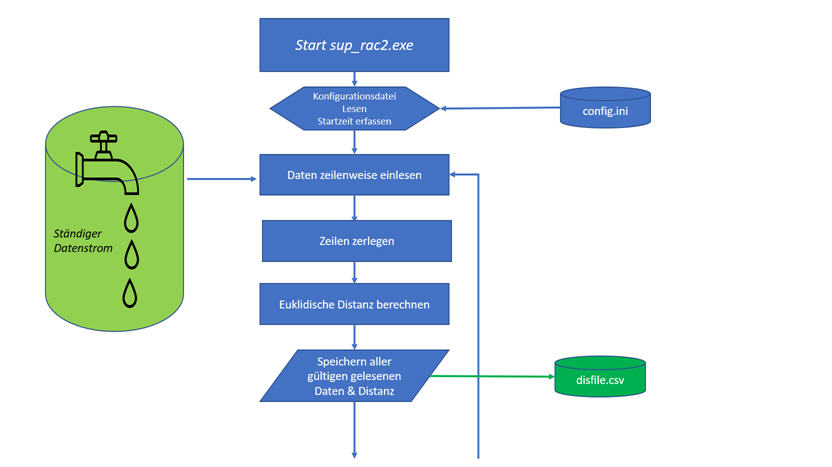 Start sup_rac2.exe
Konfigurationsdatei
Lesen
Startzeit erfassen
config.ini
Daten zeilenweise einlesen
Ständiger
Datenstrom
Zeilen zerlegen
Euklidische Distanz berechnen
Speichern aller
gültigen gelesenen
Daten & Distanz
disfile.csv